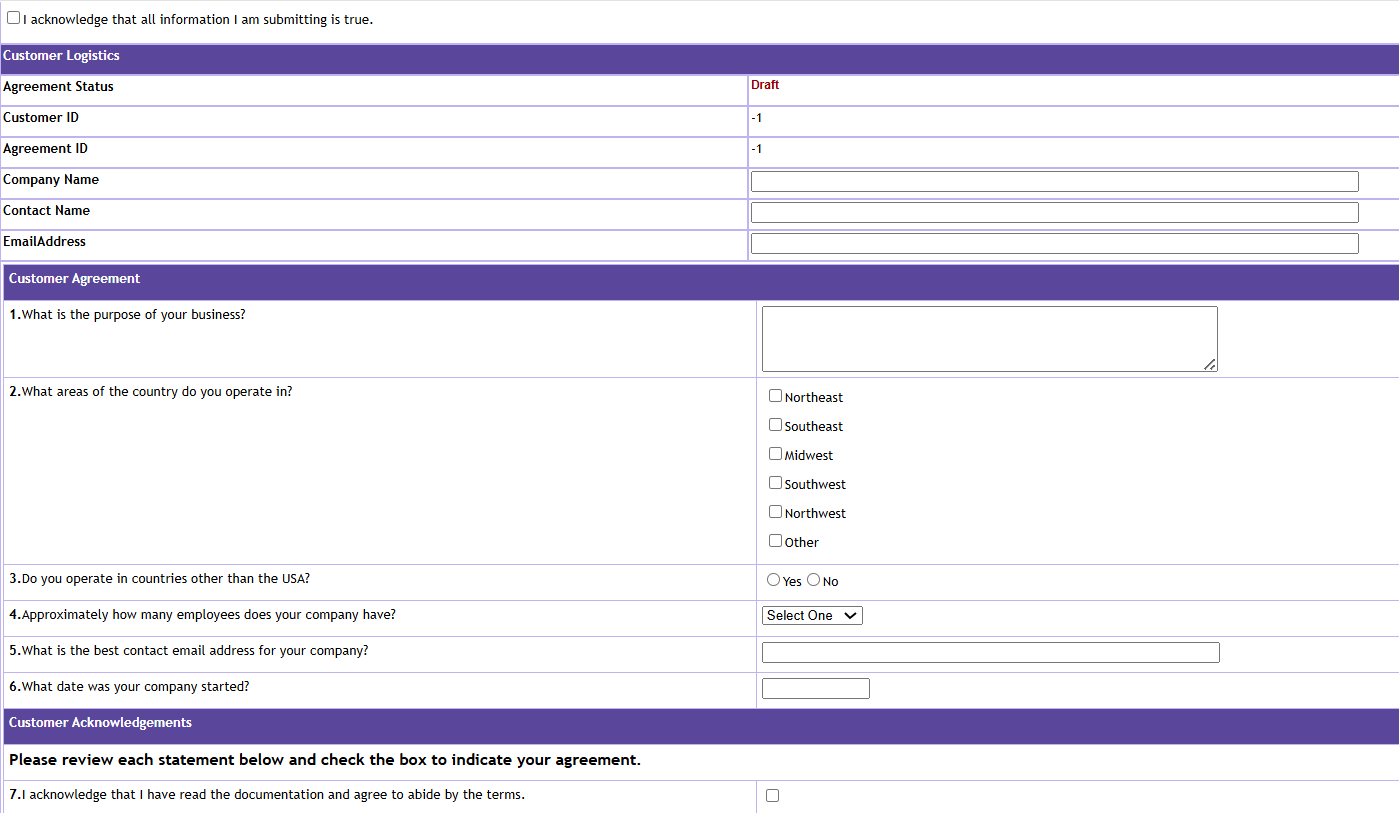 I acknowledge that all information I am submitting is true.
Customer Logistics
Agreement Status Draft
Customer ID -1
Agreement ID -1
Company Name
Contact Name
EmailAddress
Customer Agreement
1.What is the purpose of your business?
2.What areas of the country do you operate in?
Northeast
Southeast
Midwest
Southwest
Northwest
Other
3.Do you operate in countries other than the USA? Yes No
4.Approximately how many employees does your company have? Select One
5.What is the best contact email address for your company?
6.What date was your company started?
Customer Acknowledgements
Please review each statement below and check the box to indicate your agreement.
7.I acknowledge that I have read the documentation and agree to abide by the terms.